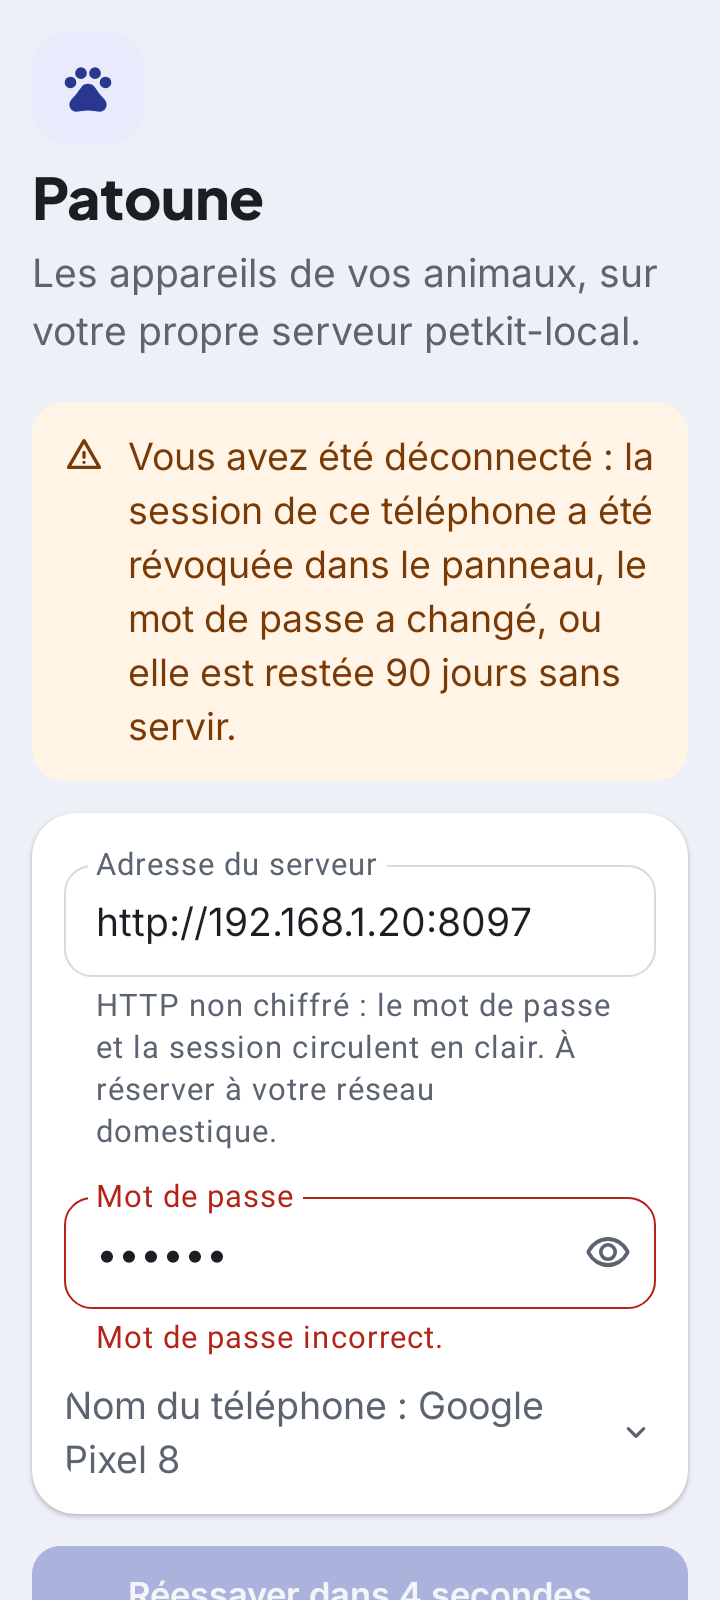 Patoune
Les appareils de vos animaux, sur
votre propre serveur petkit-local.
Vous avez été déconnecté : la
session de ce téléphone a été
révoquée dans le panneau, le
mot de passe a changé, ou
elle est restée 90 jours sans
servir.
Adresse du serveur
http://192.168.1.20:8097
HTTP non chiffré : le mot de passe
et la session circulent en clair. À
réserver à votre réseau
domestique.
Mot de passe
••••••
Mot de passe incorrect.
Nom du téléphone : Google
Pixel 8
Réessayer dans 4 secondes